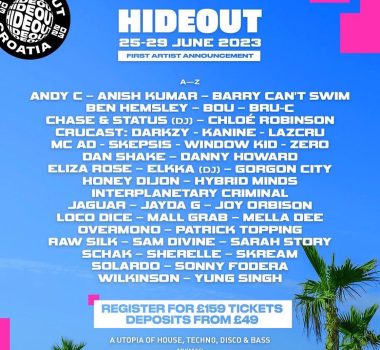 HIDEOUT
CROATIA
HIDEOUT
25-29 JUNE 2023
FIRST ARTIST ANNOUNCEMENT
A—Z
ANDY C – ANISH KUMAR – BARRY CAN'T SWIM
BEN HEMSLEY – BOU – BRU-C
CHASE & STATUS (DJ) – CHLOÉ ROBINSON
CRUCAST: DARKZY - KANINE - LAZCRU
MC AD - SKEPSIS - WINDOW KID - ZERO
DAN SHAKE – DANNY HOWARD
ELIZA ROSE – ELKKA (DJ) – GORGON CITY
HONEY DIJON – HYBRID MINDS
INTERPLANETARY CRIMINAL
JAGUAR – JAYDA G – JOY ORBISON
LOCO DICE – MALL GRAB – MELLA DEE
OVERMONO – PATRICK TOPPING
RAW SILK – SAM DIVINE – SARAH STORY
SCHAK – SHERELLE – SKREAM
SOLARDO – SONNY FODERA
WILKINSON – YUNG SINGH
REGISTER FOR £159 TICKETS
DEPOSITS FROM £49
A UTOPIA OF HOUSE, TECHNO, DISCO & BASS